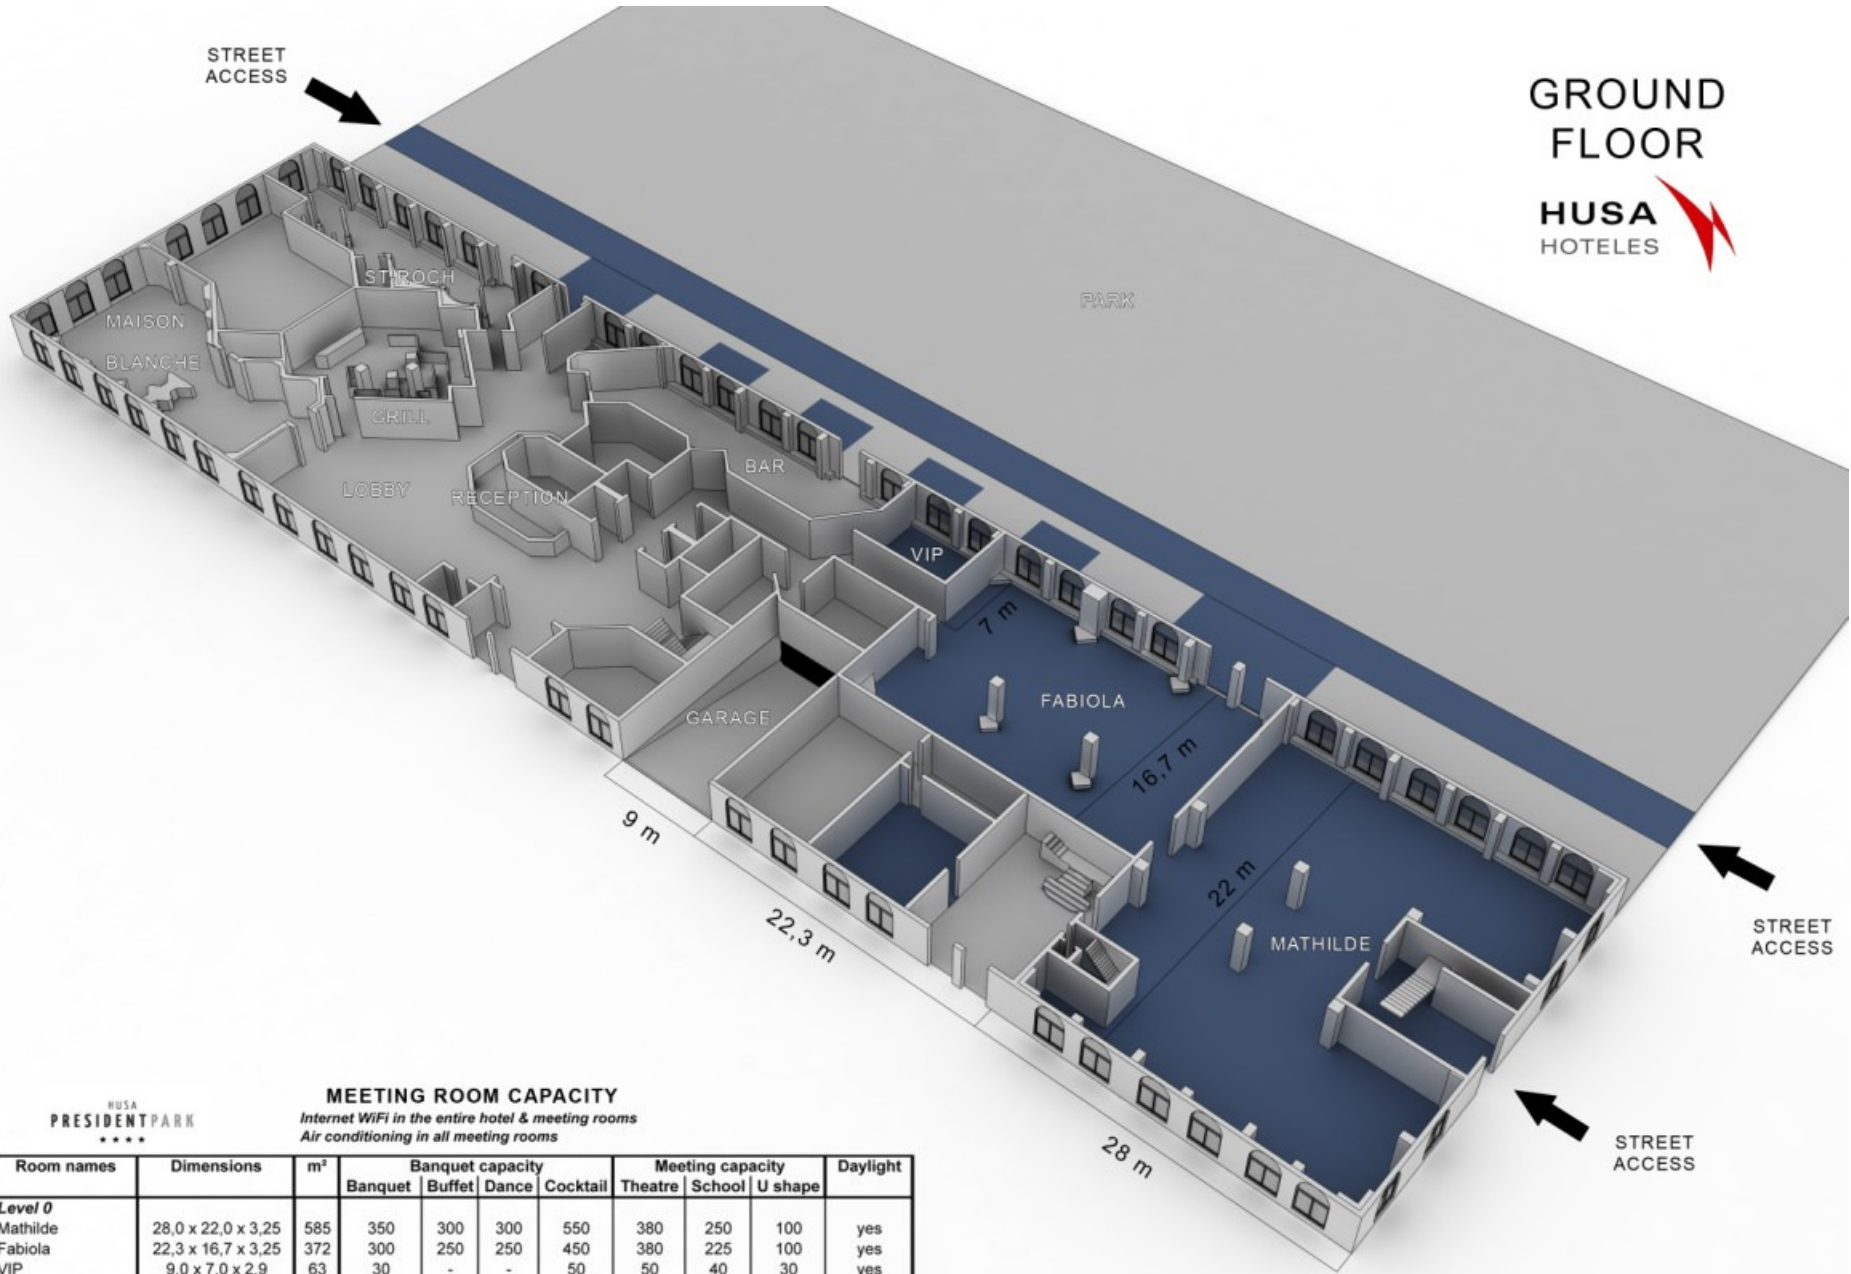 STREET
ACCESS
GROUND
FLOOR
HUSA
HOTELES
PARK
ST ROCH
MAISON
BLANCHE
GRILL
BAR
LOBBY
RECEPTION
VIP
7 m
FABIOLA
GARAGE
16,7 m
9 m
22 m
22,3 m
MATHILDE
STREET
ACCESS
28 m
STREET
ACCESS
HUSA
PRESIDENTPARK
MEETING ROOM CAPACITY
Internet WiFi in the entire hotel & meeting rooms
Air conditioning in all meeting rooms
Room names Dimensions m² Banquet capacity Meeting capacity Daylight
Banquet Buffet Dance Cocktail Theatre School U shape
Level 0
Mathilde 28,0 x 22,0 x 3,25 585 350 300 300 550 380 250 100 yes
Fabiola 22,3 x 16,7 x 3,25 372 300 250 250 450 380 225 100 yes
VIP 9,0 x 7,0 x 2,9 63 30 - - 50 50 40 30 yes